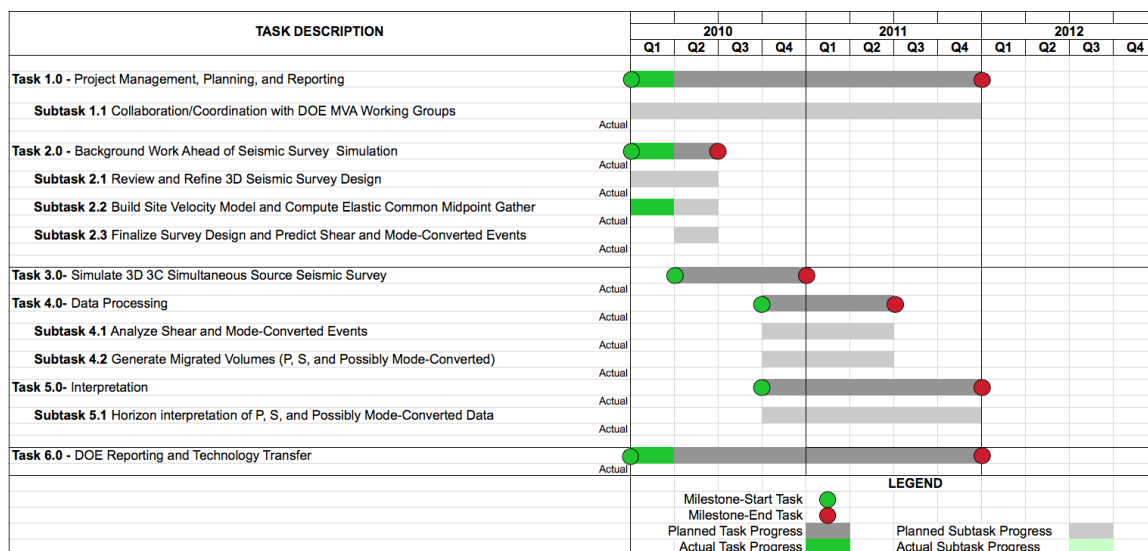 TASK DESCRIPTION
2010 2011 2012
Q1 Q2 Q3 Q4 Q1 Q2 Q3 Q4 Q1 Q2 Q3 Q4
Task 1.0 - Project Management, Planning, and Reporting
Subtask 1.1 Collaboration/Coordination with DOE MVA Working Groups
Actual
Task 2.0 - Background Work Ahead of Seismic Survey Simulation
Actual
Subtask 2.1 Review and Refine 3D Seismic Survey Design
Actual
Subtask 2.2 Build Site Velocity Model and Compute Elastic Common Midpoint Gather
Actual
Subtask 2.3 Finalize Survey Design and Predict Shear and Mode-Converted Events
Actual
Task 3.0- Simulate 3D 3C Simultaneous Source Seismic Survey
Actual
Task 4.0- Data Processing
Actual
Subtask 4.1 Analyze Shear and Mode-Converted Events
Actual
Subtask 4.2 Generate Migrated Volumes (P, S, and Possibly Mode-Converted)
Actual
Task 5.0- Interpretation
Actual
Subtask 5.1 Horizon interpretation of P, S, and Possibly Mode-Converted Data
Actual
Task 6.0 - DOE Reporting and Technology Transfer
Actual
LEGEND
Milestone-Start Task
Milestone-End Task
Planned Task Progress Planned Subtask Progress
Actual Task Progress Actual Subtask Progress